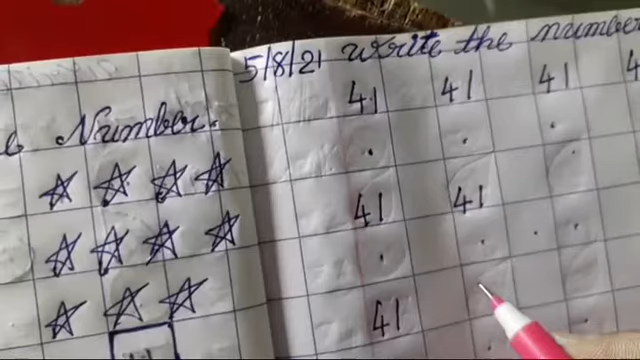 Number.
5/8/21 write the number
41 41 41
41 41
41